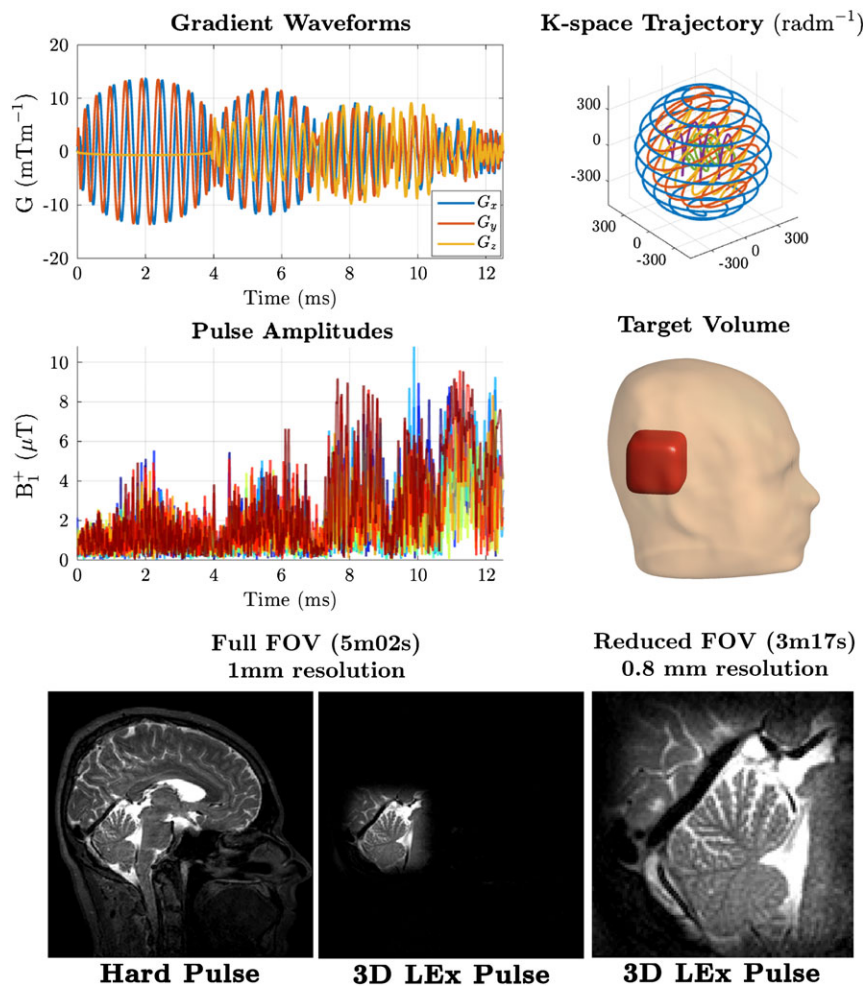 Gradient Waveforms
G (mTm⁻¹)
20
10
0
-10
-20
G_x
G_y
G_z
0 2 4 6 8 10 12
Time (ms)
K-space Trajectory (radm⁻¹)
300
0
-300
300
0
-300
-300
0
300
Pulse Amplitudes
B₁⁺ (μT)
10
8
6
4
2
0
0 2 4 6 8 10 12
Time (ms)
Target Volume
Full FOV (5m02s)
1mm resolution
Reduced FOV (3m17s)
0.8 mm resolution
Hard Pulse
3D LEx Pulse
3D LEx Pulse